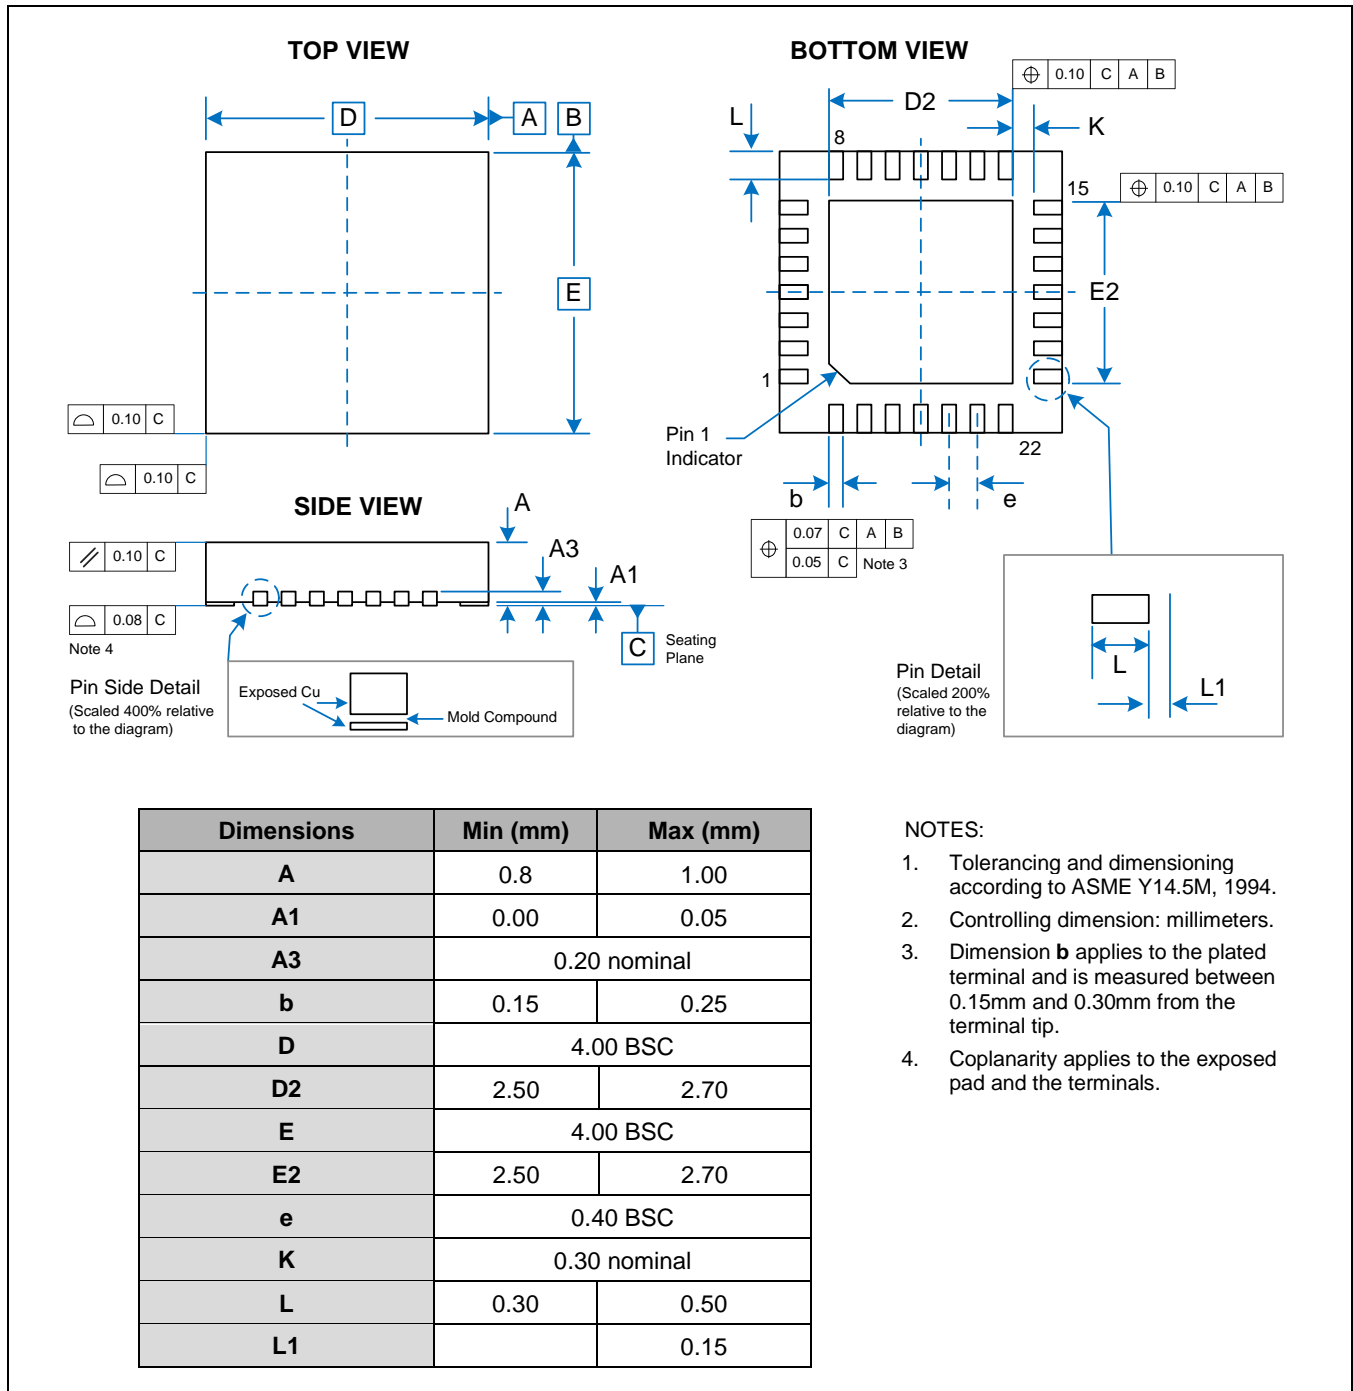 TOP VIEW
D
A
B
E
0.10 C
0.10 C
BOTTOM VIEW
0.10 C A B
D2
L
K
8
15
0.10 C A B
E2
1
Pin 1
Indicator
22
b
e
0.07 C A B
0.05 C Note 3
SIDE VIEW
A
0.10 C
A3
A1
0.08 C
Note 4
C
Seating
Plane
Pin Side Detail
(Scaled 400% relative
to the diagram)
Exposed Cu
Mold Compound
Pin Detail
(Scaled 200%
relative to the
diagram)
L
L1
Dimensions Min (mm) Max (mm)
A 0.8 1.00
A1 0.00 0.05
A3 0.20 nominal
b 0.15 0.25
D 4.00 BSC
D2 2.50 2.70
E 4.00 BSC
E2 2.50 2.70
e 0.40 BSC
K 0.30 nominal
L 0.30 0.50
L1 0.15
NOTES:
1. Tolerancing and dimensioning
according to ASME Y14.5M, 1994.
2. Controlling dimension: millimeters.
3. Dimension b applies to the plated
terminal and is measured between
0.15mm and 0.30mm from the
terminal tip.
4. Coplanarity applies to the exposed
pad and the terminals.